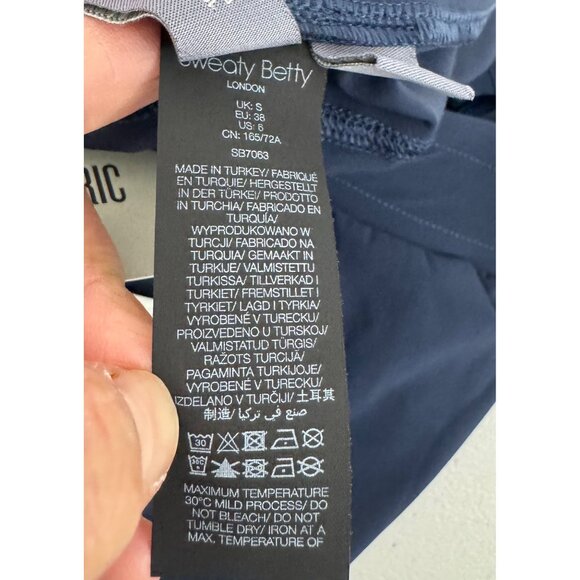 Sweaty Betty
LONDON
UK: S
EU: 38
US: 6
CN: 165/72A
SB7063
MADE IN TURKEY/ FABRIQUÉ
EN TURQUIE/ HERGESTELLT
IN DER TÜRKEI/ PRODOTTO
IN TURCHIA/ FABRICADO EN
TURQUÍA/
WYPRODUKOWANO W
TURCJI/ FABRICADO NA
TURQUIA/ GEMAAKT IN
TURKIJE/ VALMISTETTU
TURKISSA/ TILLVERKAD I
TURKIET/ FREMSTILLET I
TYRKIET/ LAGD I TYRKIA/
VYROBENÉ V TURECKU/
PROIZVEDENO U TURSKOJ/
VALMISTATUD TÜRGIS/
RAŽOTS TURCIJĀ/
PAGAMINTA TURKIJOJE/
VYROBENÉ V TURECKU/
IZDELANO V TURČIJI/ 土耳其
制造/ صنع في تركيا
30
30C
MAXIMUM TEMPERATURE
30°C MILD PROCESS/ DO
NOT BLEACH/ DO NOT
TUMBLE DRY/ IRON AT A
MAX. TEMPERATURE OF
RIC